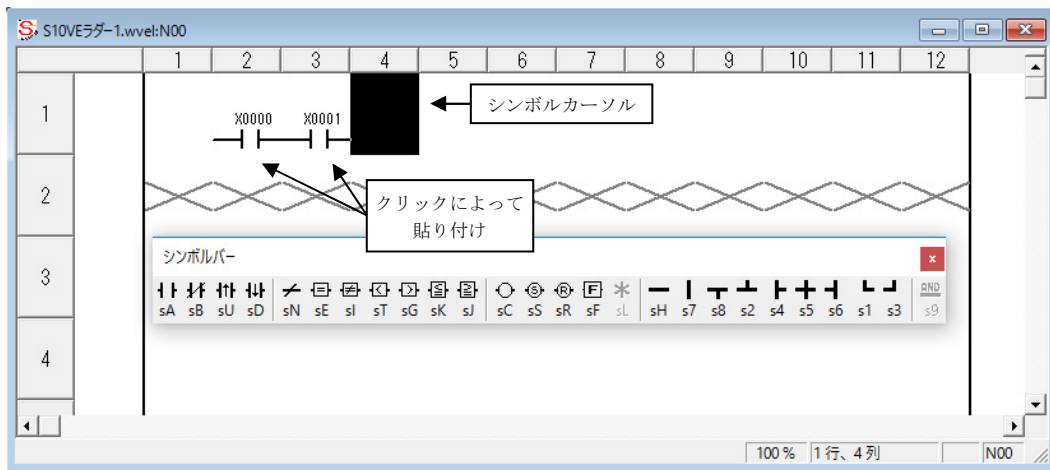 S10VEラダー1.wvel:N00
1 2 3 4 5 6 7 8 9 10 11 12
1
シンボルカーソル
X0000 X0001
2
クリックによって
貼り付け
シンボルバー
3
sA sB sU sD sN sE sI sT sG sK sJ sC sS sR sF sL sH s7 s8 s2 s4 s5 s6 s1 s3 s9
AND
4
100 % 1行、4列 N00